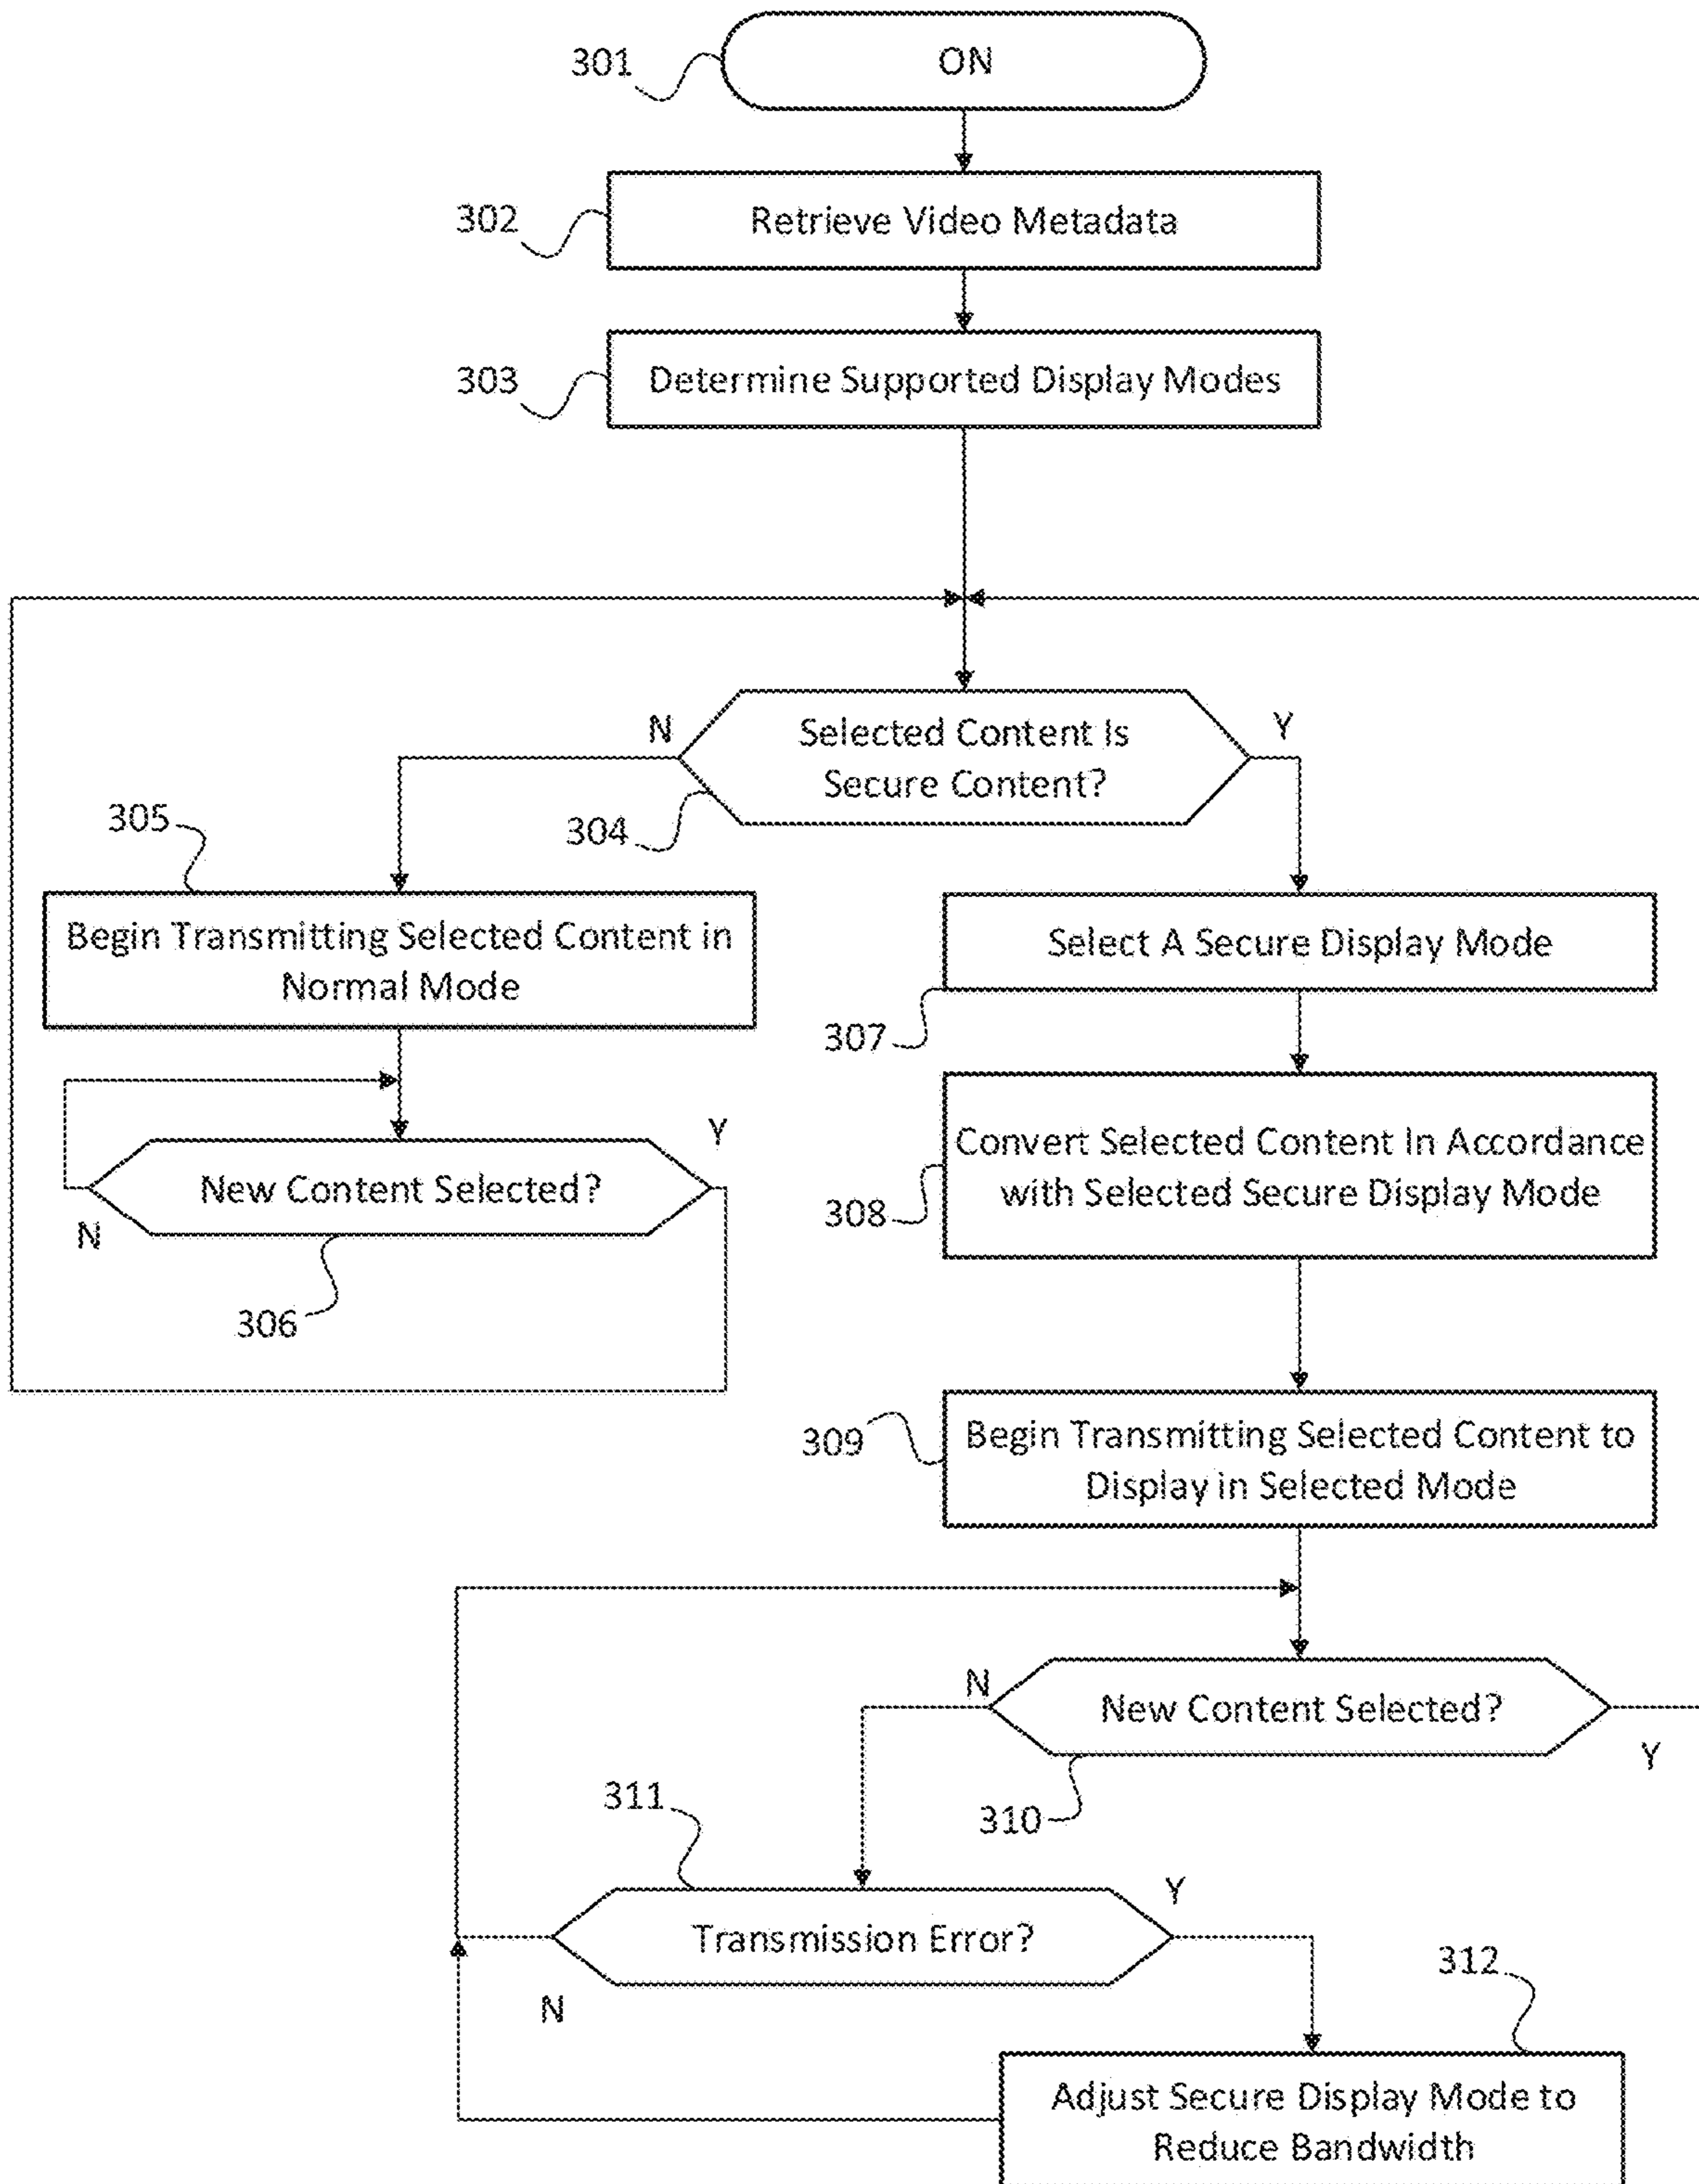 301
ON
302
Retrieve Video Metadata
303
Determine Supported Display Modes
N
Selected Content Is
Secure Content?
Y
304
305
Begin Transmitting Selected Content in
Normal Mode
Select A Secure Display Mode
307
Y
New Content Selected?
N
306
Convert Selected Content In Accordance
with Selected Secure Display Mode
308
309
Begin Transmitting Selected Content to
Display in Selected Mode
N
New Content Selected?
Y
310
311
Y
Transmission Error?
N
312
Adjust Secure Display Mode to
Reduce Bandwidth